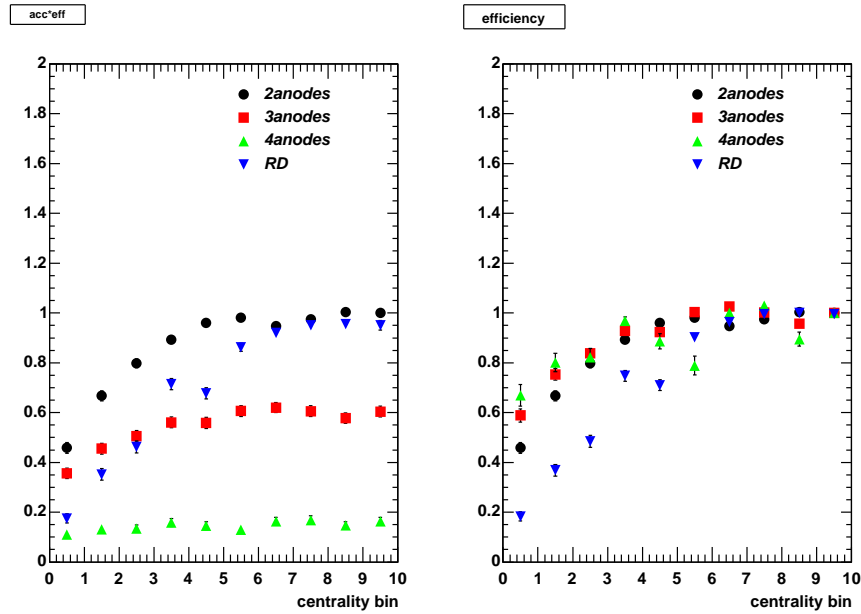 acc*eff
efficiency
2
1.8
1.6
1.4
1.2
1
0.8
0.6
0.4
0.2
0
2anodes
3anodes
4anodes
RD
0 1 2 3 4 5 6 7 8 9 10
centrality bin
2
1.8
1.6
1.4
1.2
1
0.8
0.6
0.4
0.2
0
2anodes
3anodes
4anodes
RD
0 1 2 3 4 5 6 7 8 9 10
centrality bin